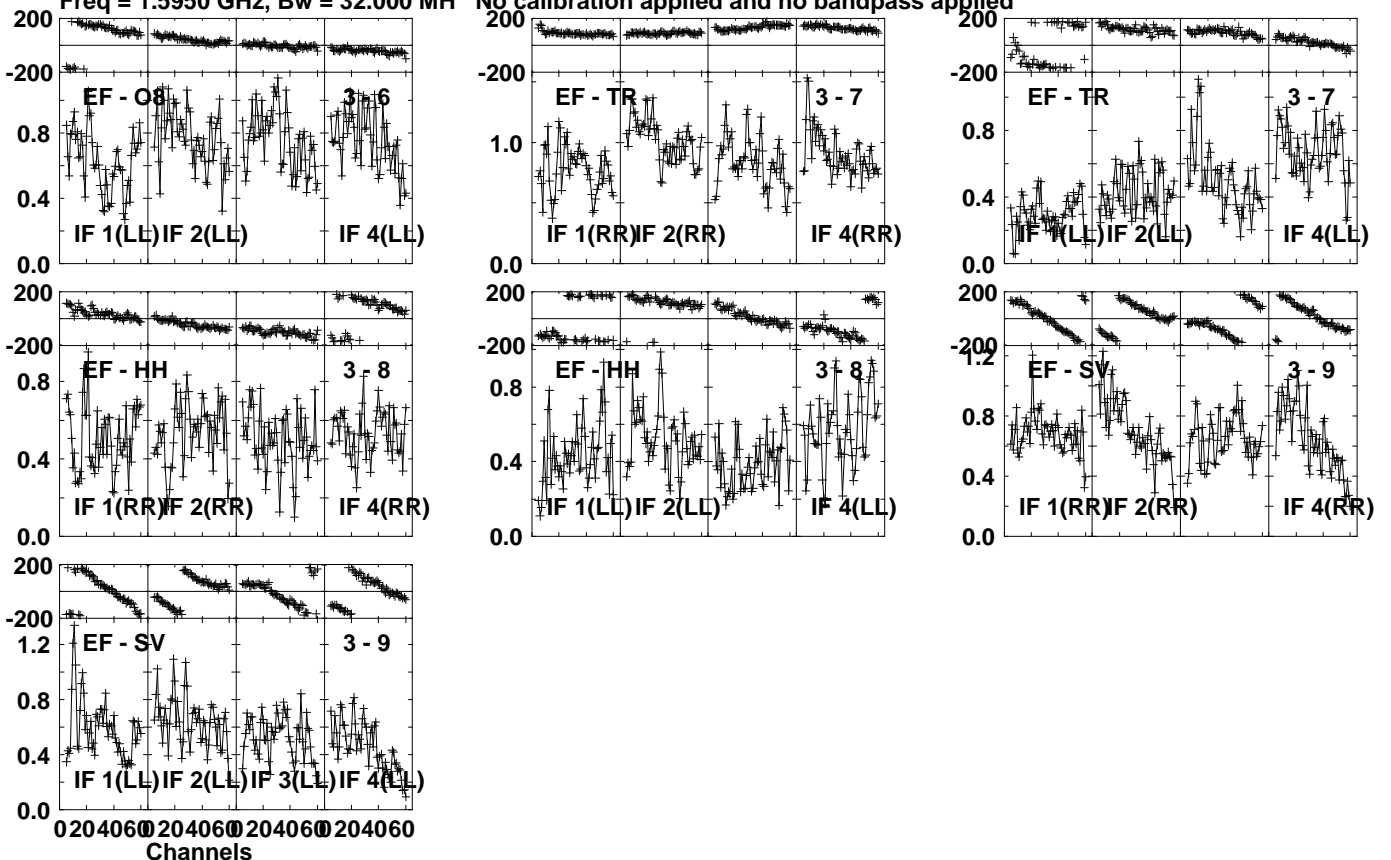 Freq = 1.5950 GHz, Bw = 32.000 MH No calibration applied and no bandpass applied
200
200
200
-200
-200
-200
EF - O8 3 - 6
EF - TR 3 - 7
EF - TR 3 - 7
0.8
1.0
0.8
0.4
0.4
IF 1(LL) IF 2(LL) IF 4(LL)
IF 1(RR) IF 2(RR) IF 4(RR)
IF 1(LL) IF 2(LL) IF 4(LL)
0.0
0.0
0.0
200
200
200
-200
-200
-200
1.2
EF - HH 3 - 8
EF - HH 3 - 8
EF - SV 3 - 9
0.8
0.8
0.8
0.4
0.4
0.4
IF 1(RR) IF 2(RR) IF 4(RR)
IF 1(LL) IF 2(LL) IF 4(LL)
IF 1(RR) IF 2(RR) IF 4(RR)
0.0
0.0
0.0
200
-200
EF - SV 3 - 9
1.2
0.8
0.4
IF 1(LL) IF 2(LL) IF 3(LL) IF 4(LL)
0.0
0 20 40 60 0 20 40 60 0 20 40 60 0 20 40 60
Channels